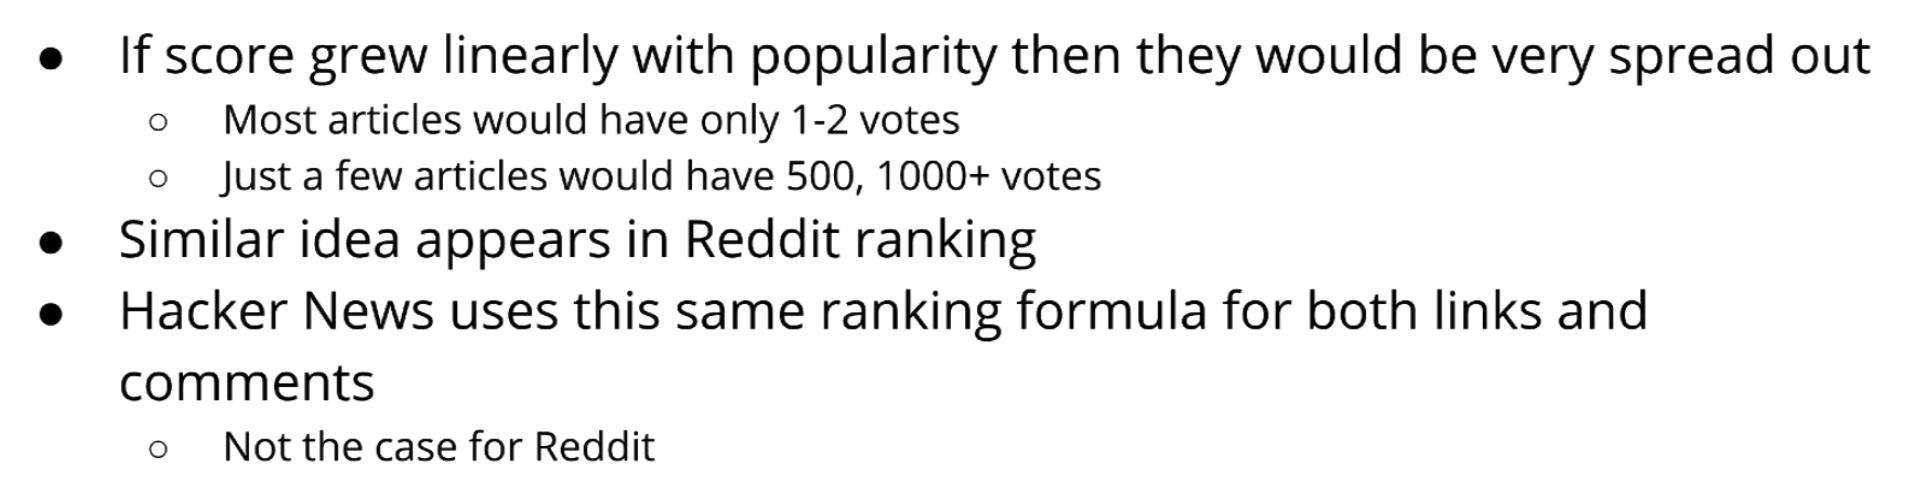 ● If score grew linearly with popularity then they would be very spread out
○ Most articles would have only 1-2 votes
○ Just a few articles would have 500, 1000+ votes
● Similar idea appears in Reddit ranking
● Hacker News uses this same ranking formula for both links and
comments
○ Not the case for Reddit